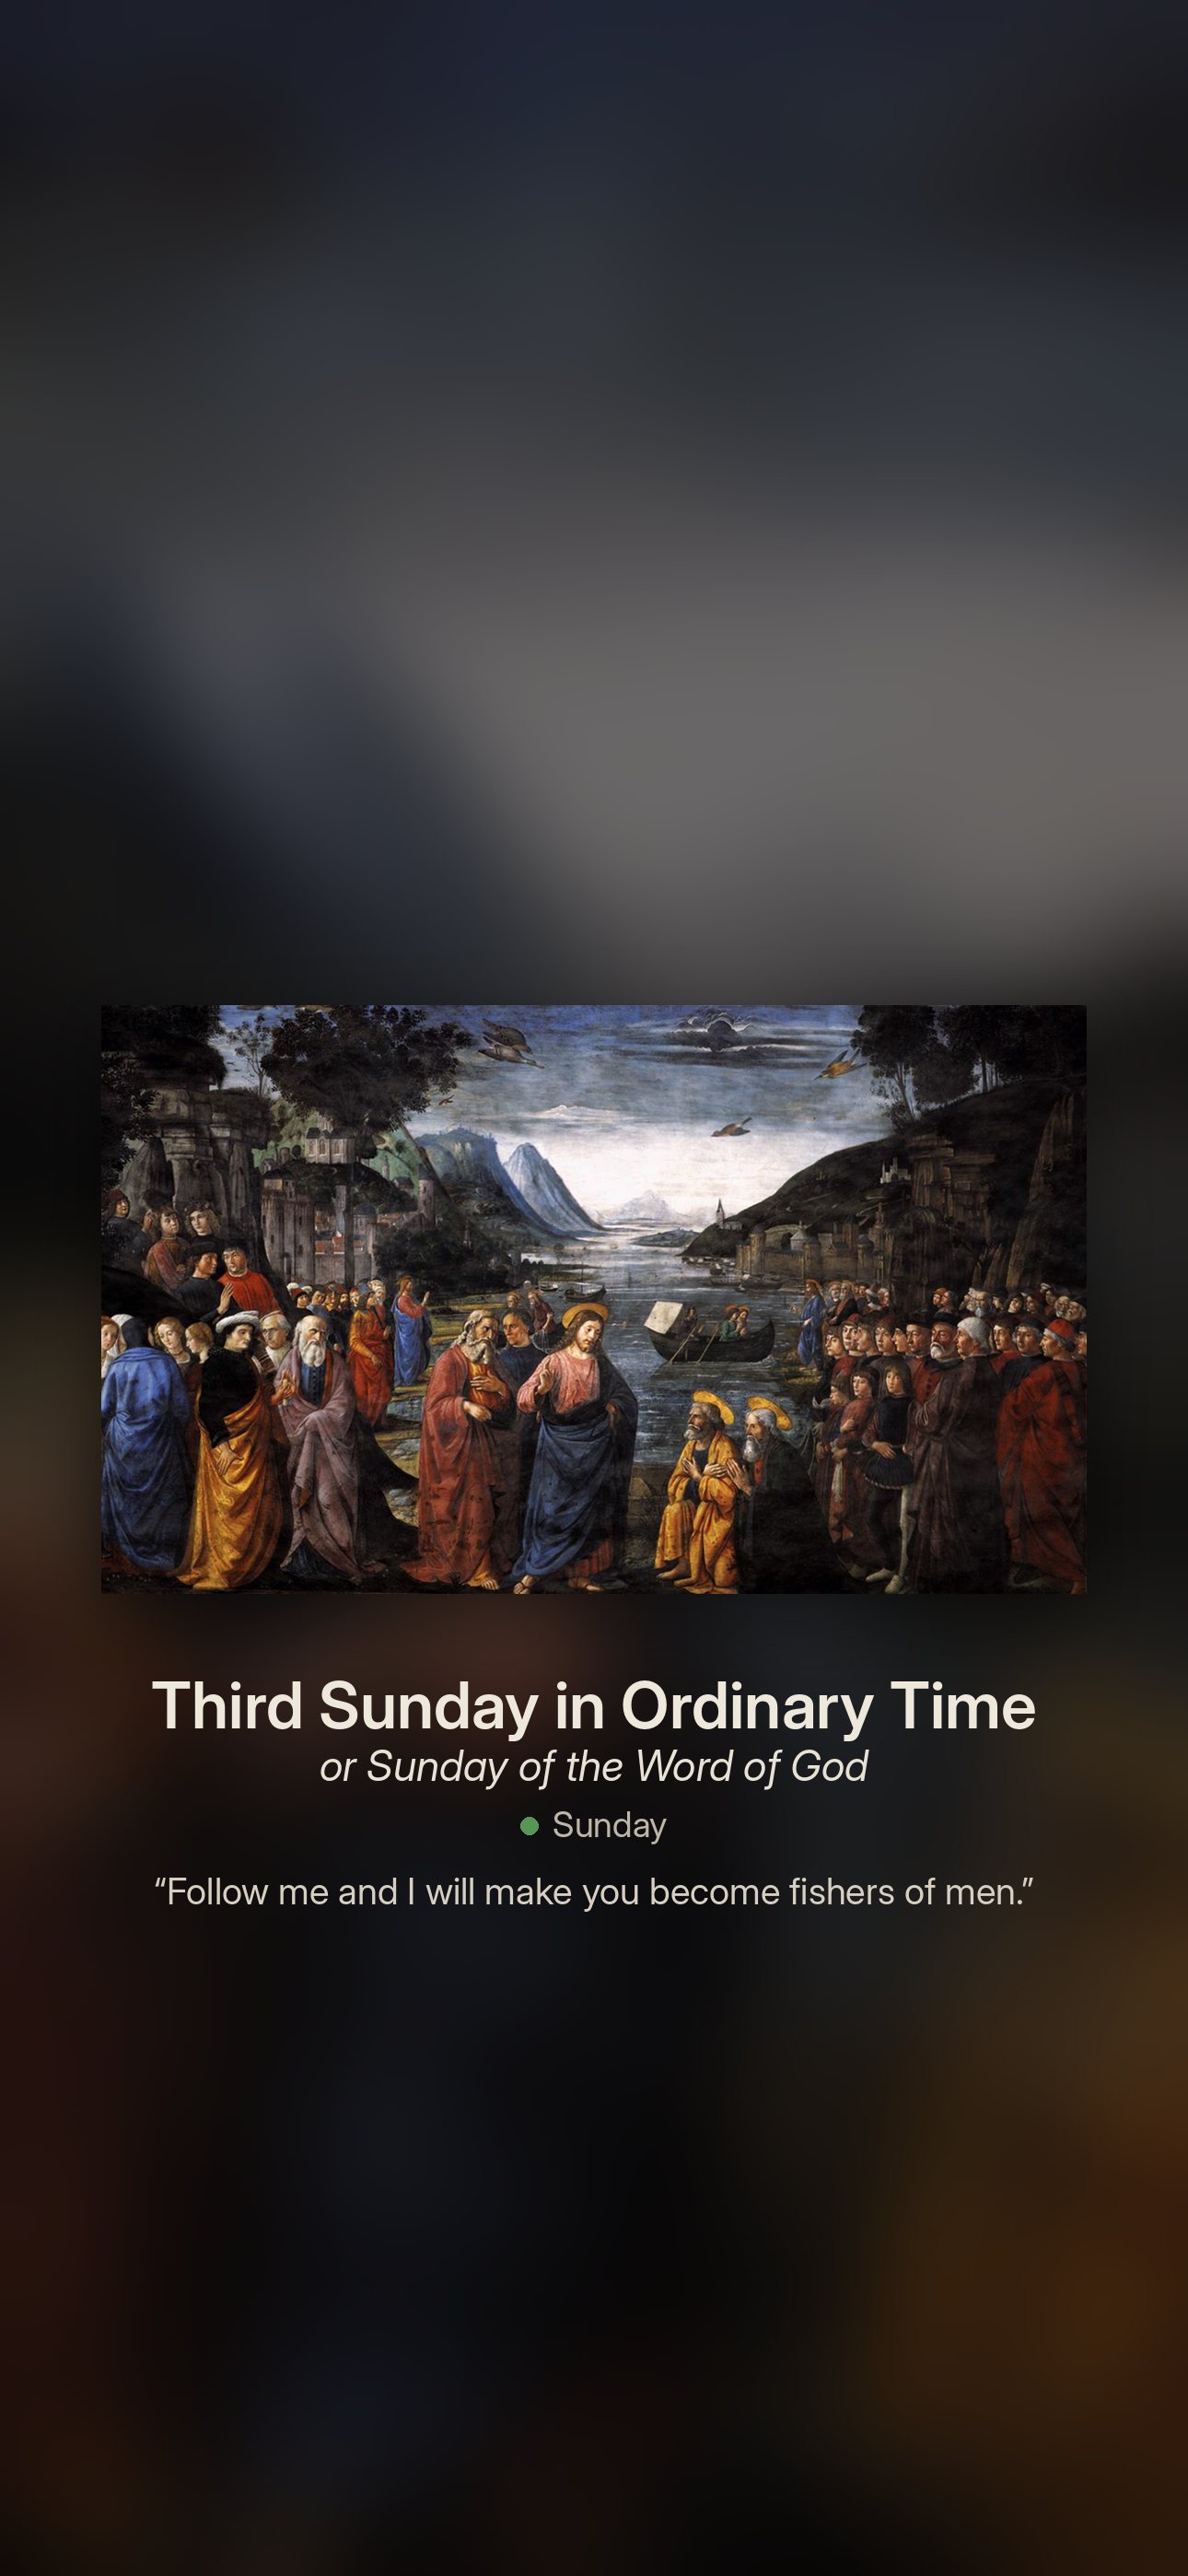 Third Sunday in Ordinary Time
or Sunday of the Word of God
Sunday
“Follow me and I will make you become fishers of men.”